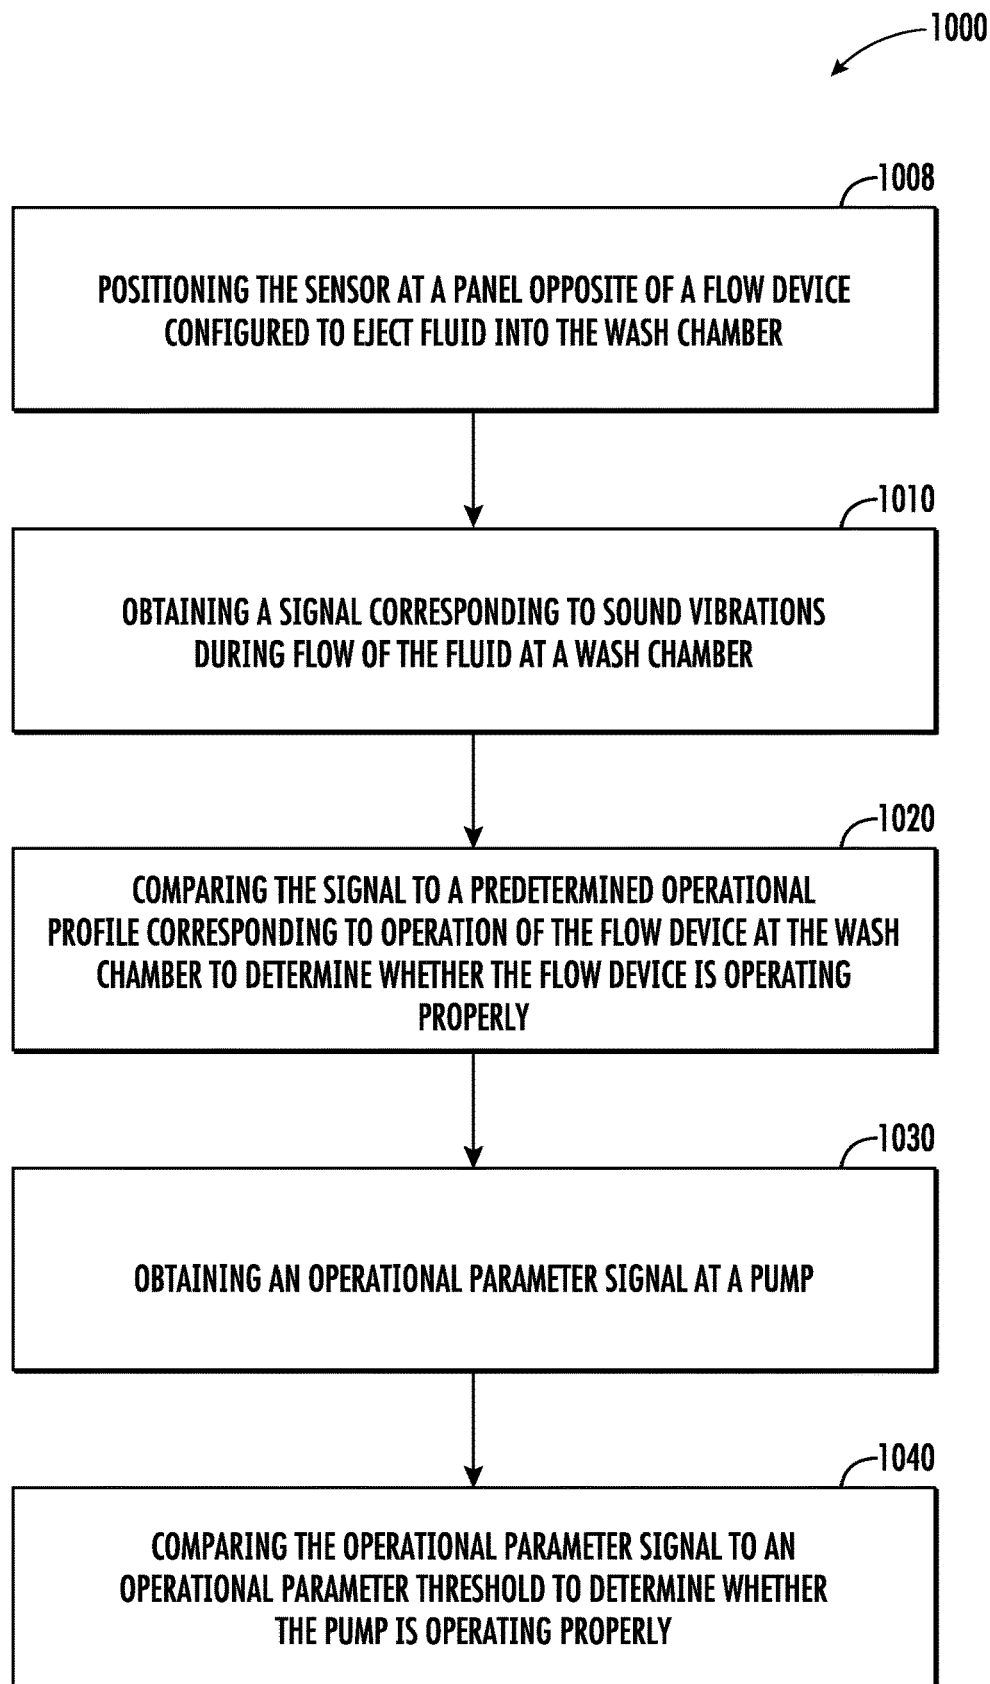 1000
1008
POSITIONING THE SENSOR AT A PANEL OPPOSITE OF A FLOW DEVICE
CONFIGURED TO EJECT FLUID INTO THE WASH CHAMBER
1010
OBTAINING A SIGNAL CORRESPONDING TO SOUND VIBRATIONS
DURING FLOW OF THE FLUID AT A WASH CHAMBER
1020
COMPARING THE SIGNAL TO A PREDETERMINED OPERATIONAL
PROFILE CORRESPONDING TO OPERATION OF THE FLOW DEVICE AT THE WASH
CHAMBER TO DETERMINE WHETHER THE FLOW DEVICE IS OPERATING
PROPERLY
1030
OBTAINING AN OPERATIONAL PARAMETER SIGNAL AT A PUMP
1040
COMPARING THE OPERATIONAL PARAMETER SIGNAL TO AN
OPERATIONAL PARAMETER THRESHOLD TO DETERMINE WHETHER
THE PUMP IS OPERATING PROPERLY